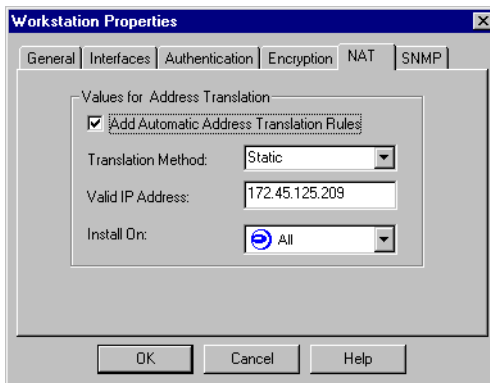 Workstation Properties
General Interfaces Authentication Encryption NAT SNMP
Values for Address Translation
Add Automatic Address Translation Rules
Translation Method: Static
Valid IP Address: 172.45.125.209
Install On: All
OK Cancel Help